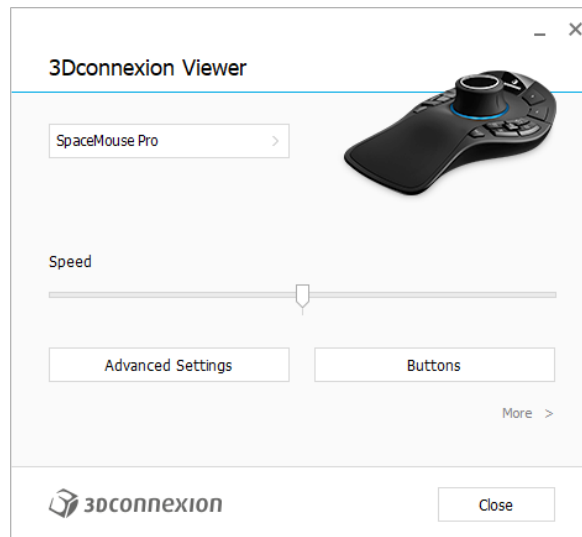 3Dconnexion Viewer
SpaceMouse Pro
Speed
Advanced Settings
Buttons
More >
3Dconnexion
Close